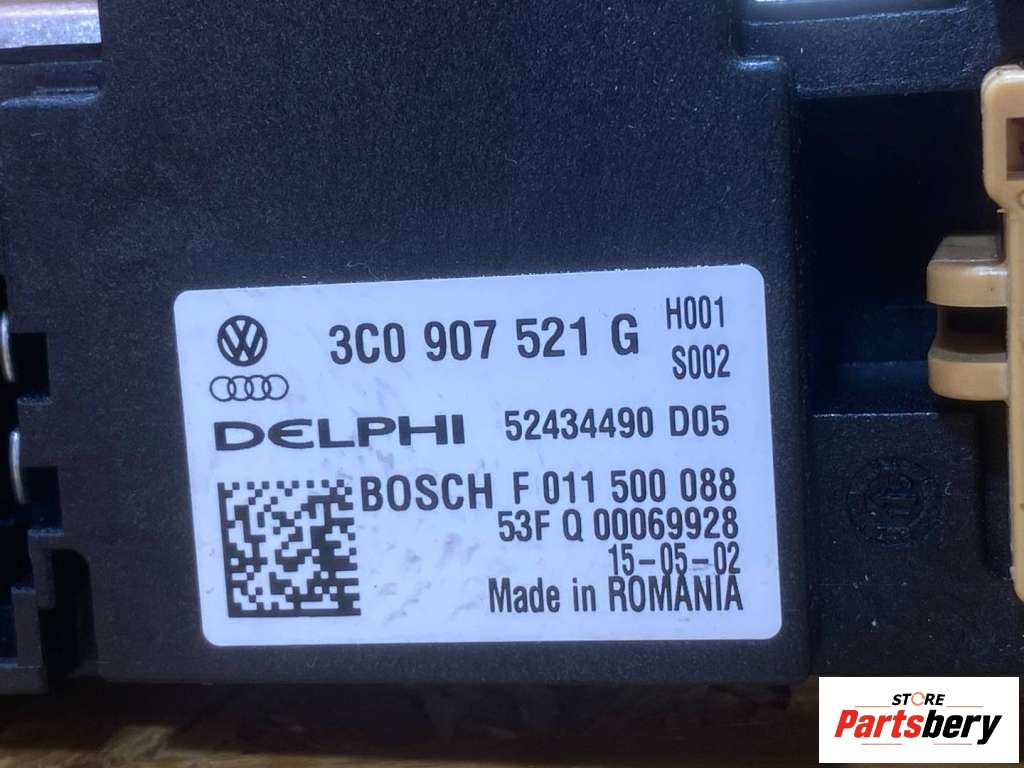 3C0 907 521 G H001
S002
DELPHI 52434490 D05
BOSCH F 011 500 088
53F Q 00069928
15-05-02
Made in ROMANIA
STORE
Partsbery